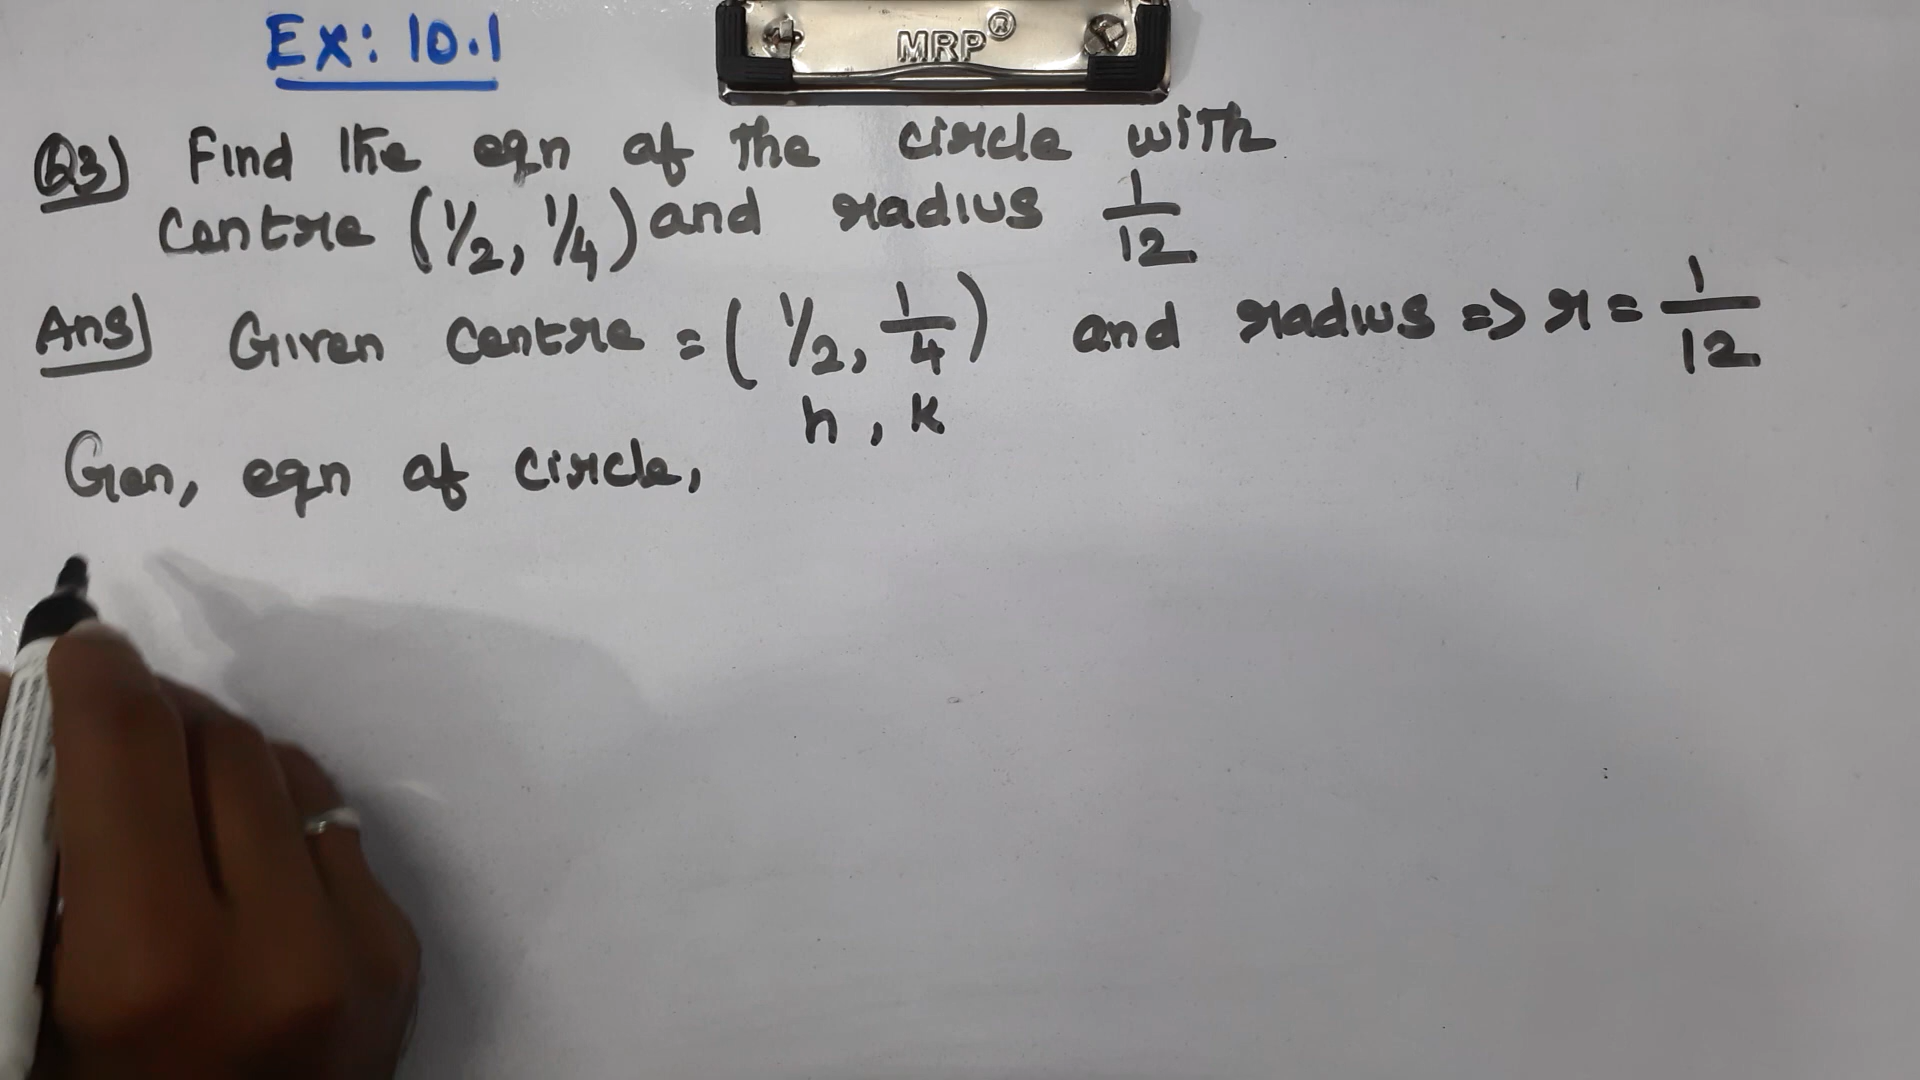 Ex: 10.1
MRP®
Q3) Find the eqn of the circle with
centre (1/2, 1/4) and radius 1/12
Ans) Given centre = (1/2, 1/4) and radius => r = 1/12
h, k
Gen, eqn of circle,